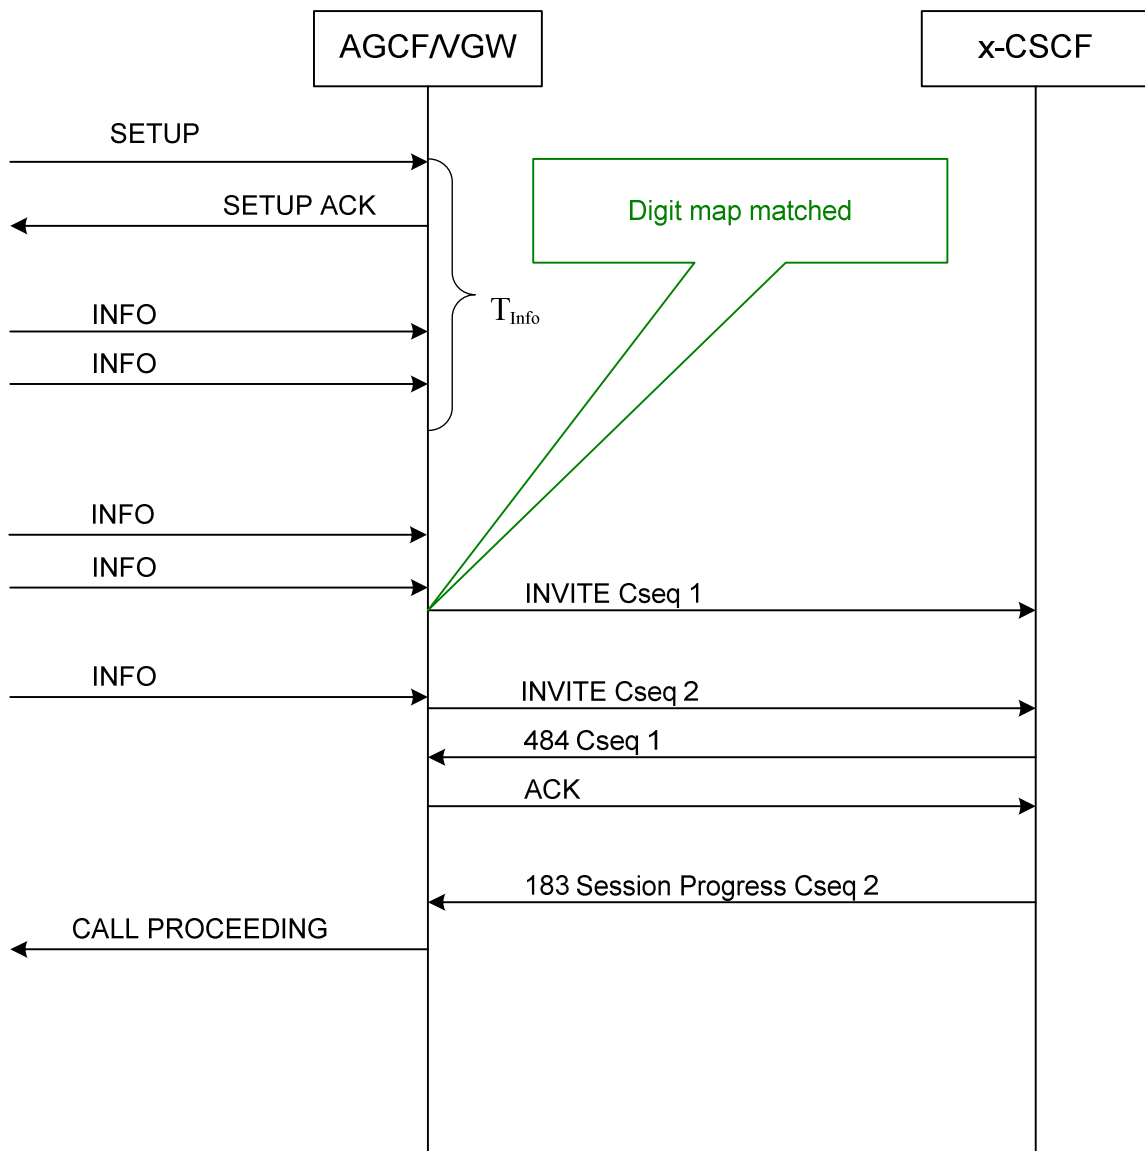 AGCF/VGW
x-CSCF
SETUP
SETUP ACK
Digit map matched
INFO
TInfo
INFO
INFO
INFO
INVITE Cseq 1
INFO
INVITE Cseq 2
484 Cseq 1
ACK
183 Session Progress Cseq 2
CALL PROCEEDING